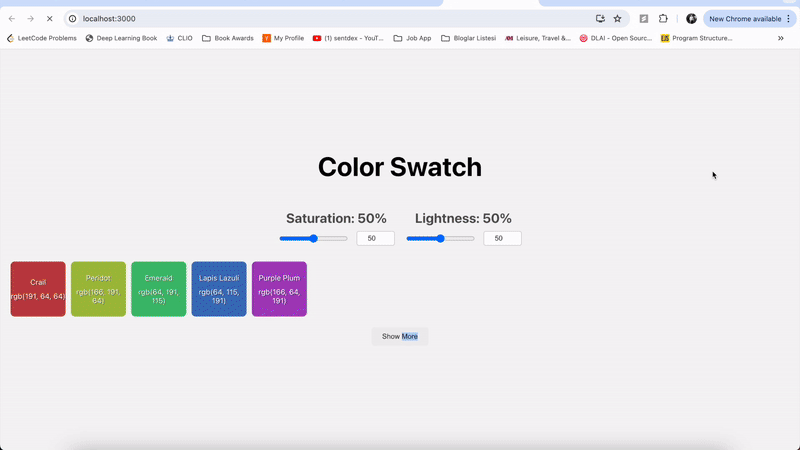 localhost:3000
New Chrome available
LeetCode Problems
Deep Learning Book
CLIO
Book Awards
My Profile
(1) sentdex - YouT...
Job App
Bloglar Listesi
Leisure, Travel &...
DLAI - Open Sourc...
Program Structure...
»
Color Swatch
Saturation: 50%
Lightness: 50%
50
50
Crail
rgb(191, 64, 64)
Peridot
rgb(166, 191,
64)
Emerald
rgb(64, 191,
115)
Lapis Lazuli
rgb(64, 115,
191)
Purple Plum
rgb(166, 64,
191)
Show More